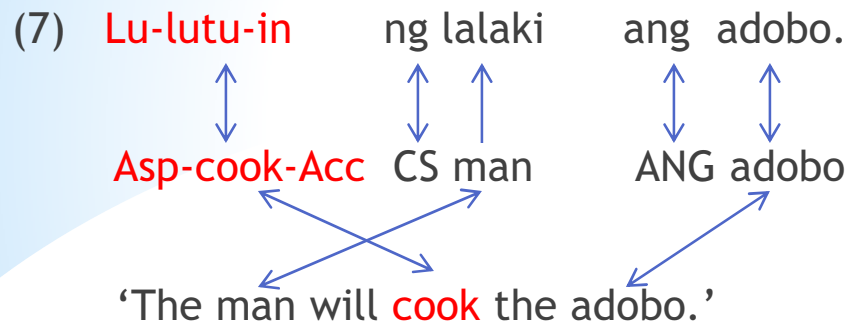 (7) Lu-lutu-in ng lalaki ang adobo.
Asp-cook-Acc CS man ANG adobo
‘The man will cook the adobo.’